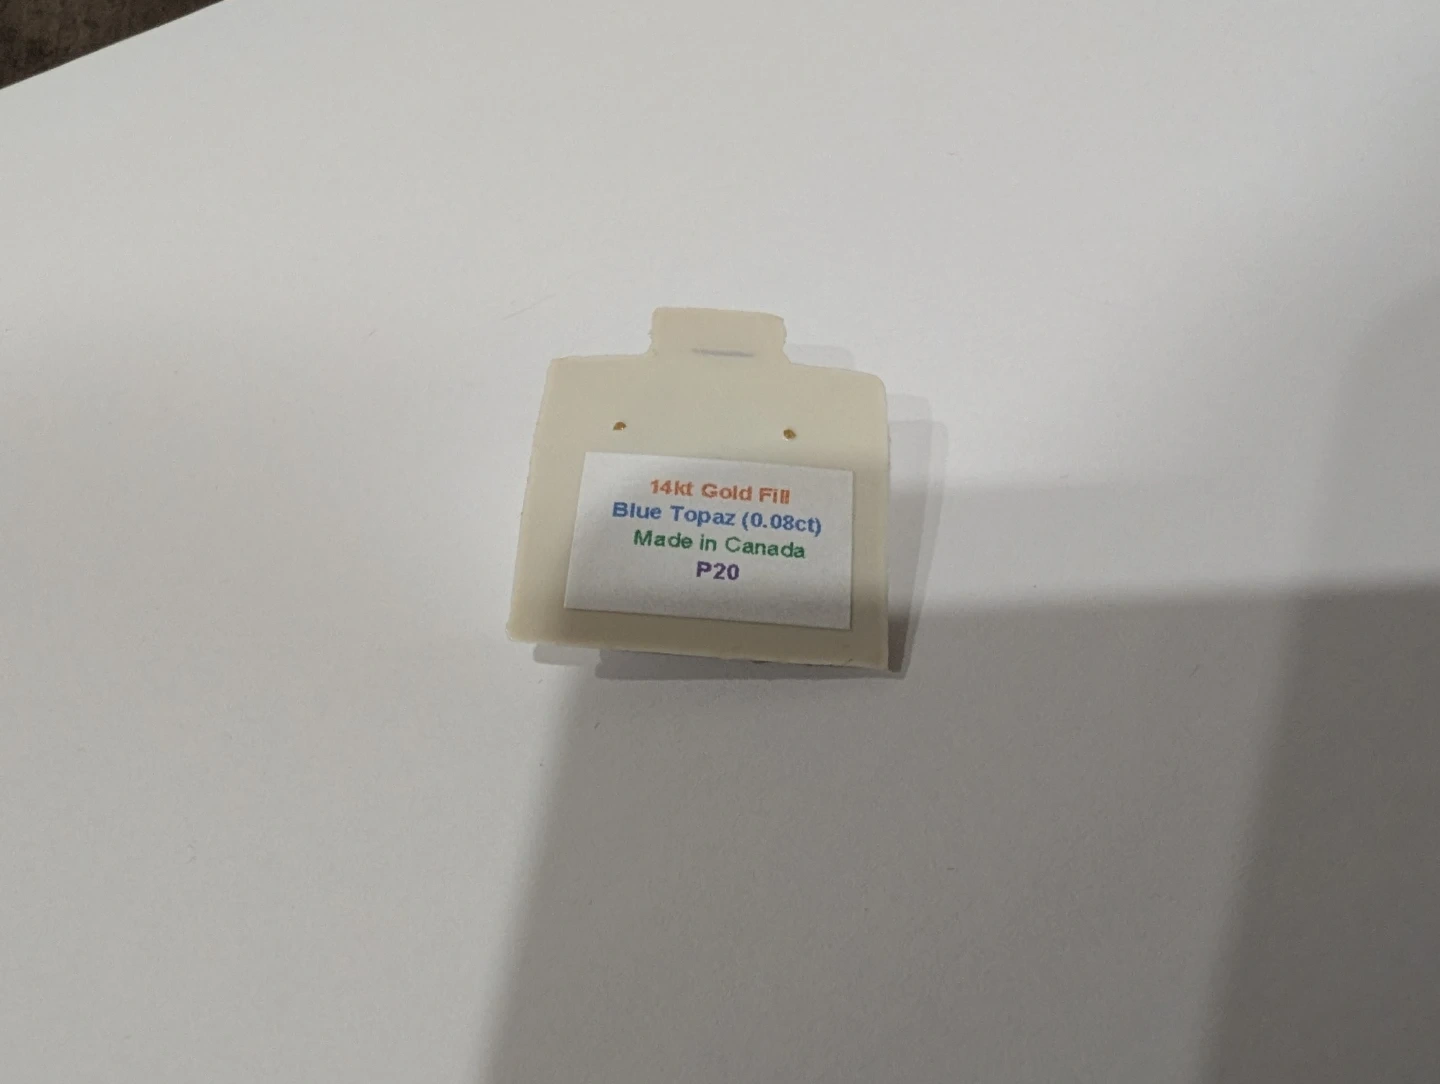 14kt Gold Fill
Blue Topaz (0.08ct)
Made in Canada
P20